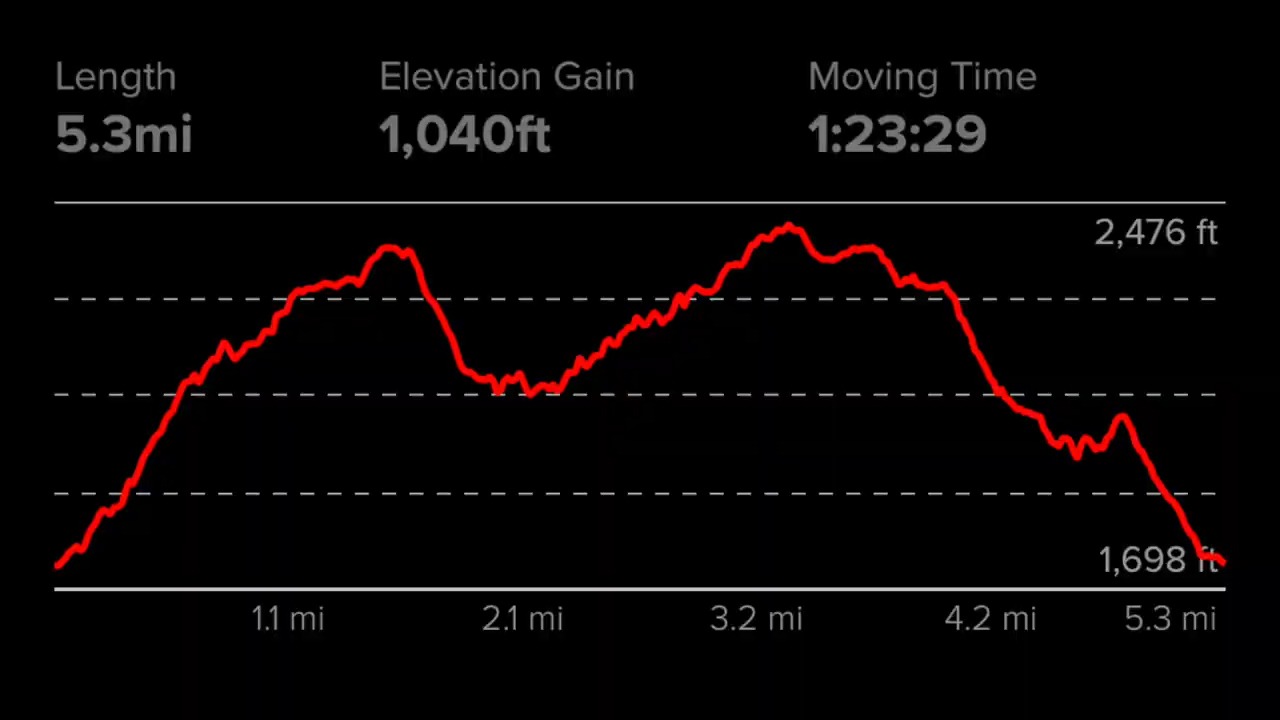 Length Elevation Gain Moving Time
5.3mi 1,040ft 1:23:29
2,476 ft
1,698 ft
1.1 mi 2.1 mi 3.2 mi 4.2 mi 5.3 mi